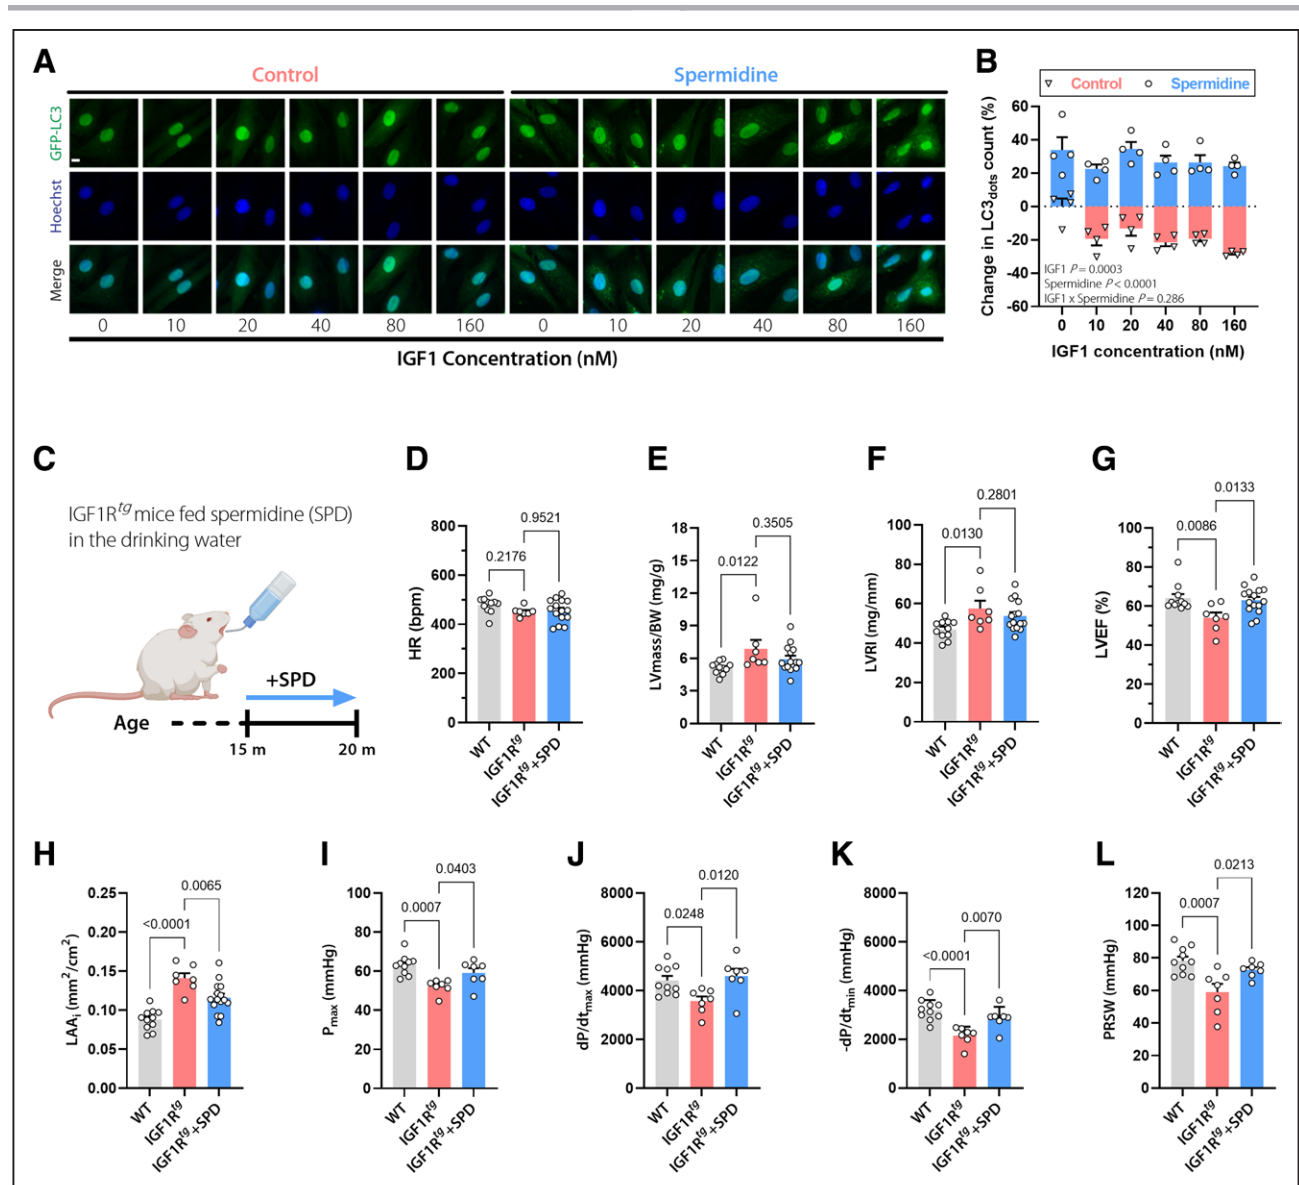 A
Control
Spermidine
GFP-LC3
Hoechst
Merge
0 10 20 40 80 160 0 10 20 40 80 160
IGF1 Concentration (nM)
B
Control Spermidine
Change in LC3dots count (%)
60
40
20
0
-20
-40
-60
IGF1 P = 0.0003
Spermidine P < 0.0001
IGF1 x Spermidine P = 0.286
0 10 20 40 80 160
IGF1 concentration (nM)
C
IGF1Rtg mice fed spermidine (SPD)
in the drinking water
+SPD
Age
15 m 20 m
D
HR (bpm)
800
600
400
200
0
0.2176
0.9521
WT
IGF1Rtg
IGF1Rtg+SPD
E
LVmass/BW (mg/g)
18
15
12
9
6
3
0
0.0122
0.3505
WT
IGF1Rtg
IGF1Rtg+SPD
F
LVRI (mg/mm)
100
80
60
40
20
0
0.0130
0.2801
WT
IGF1Rtg
IGF1Rtg+SPD
G
LVEF (%)
100
80
60
40
20
0
0.0086
0.0133
WT
IGF1Rtg
IGF1Rtg+SPD
H
LAAi (mm²/cm²)
0.25
0.20
0.15
0.10
0.05
0.00
<0.0001
0.0065
WT
IGF1Rtg
IGF1Rtg+SPD
I
Pmax (mmHg)
100
80
60
40
20
0
0.0007
0.0403
WT
IGF1Rtg
IGF1Rtg+SPD
J
dP/dtmax (mmHg)
8000
6000
4000
2000
0
0.0248
0.0120
WT
IGF1Rtg
IGF1Rtg+SPD
K
-dP/dtmin (mmHg)
8000
6000
4000
2000
0
<0.0001
0.0070
WT
IGF1Rtg
IGF1Rtg+SPD
L
PRSW (mmHg)
120
100
80
60
40
20
0
0.0007
0.0213
WT
IGF1Rtg
IGF1Rtg+SPD